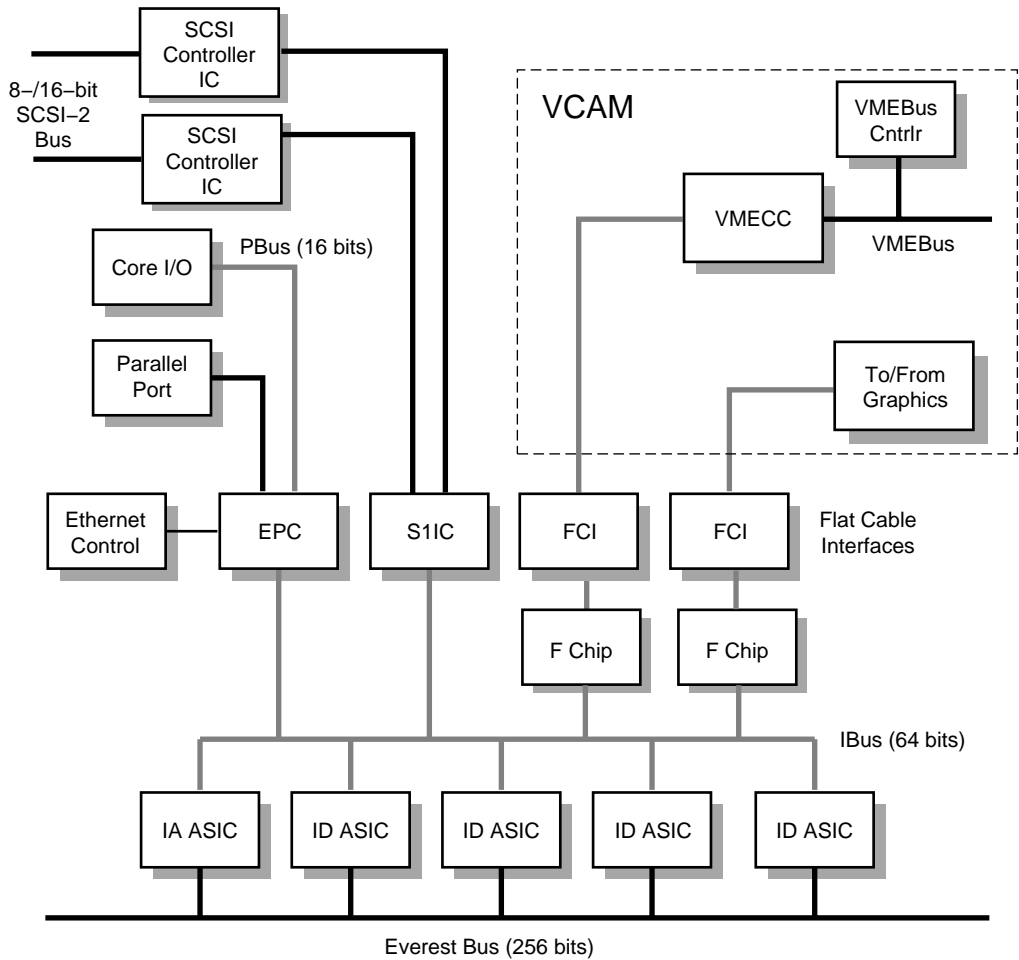 SCSI
Controller
IC
8–/16–bit
SCSI–2
Bus
SCSI
Controller
IC
VCAM
VMEBus
Cntrlr
VMECC
VMEBus
PBus (16 bits)
Core I/O
Parallel
Port
To/From
Graphics
Ethernet
Control
EPC
S1IC
FCI
FCI
Flat Cable
Interfaces
F Chip
F Chip
IBus (64 bits)
IA ASIC
ID ASIC
ID ASIC
ID ASIC
ID ASIC
Everest Bus (256 bits)